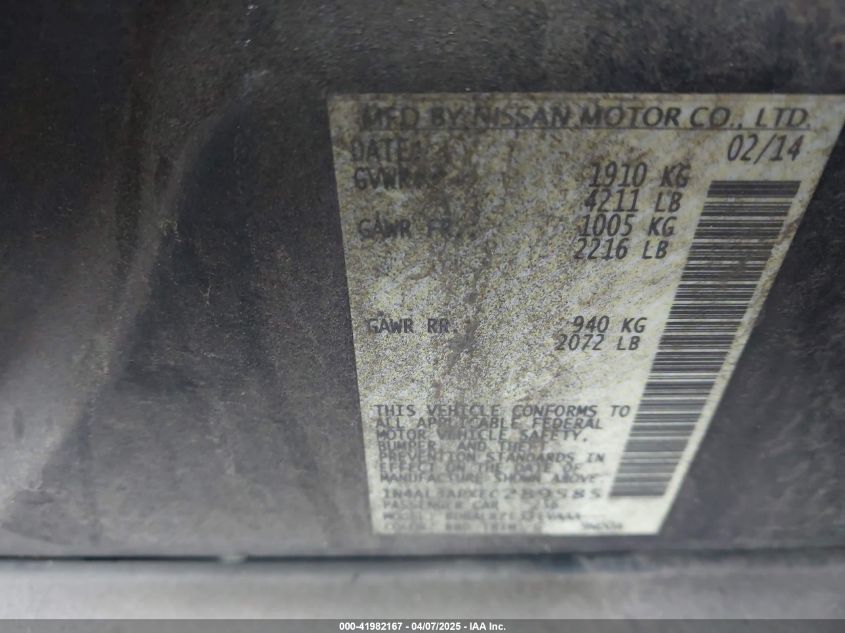 MFD BY NISSAN MOTOR CO., LTD.
DATE: 02/14
GVWR: 1910 KG
4211 LB
GAWR FR. 1005 KG
2216 LB
GAWR RR. 940 KG
2072 LB
THIS VEHICLE CONFORMS TO
ALL APPLICABLE FEDERAL
MOTOR VEHICLE SAFETY,
BUMPER, AND THEFT
PREVENTION STANDARDS IN
EFFECT ON THE DATE OF
MANUFACTURE SHOWN ABOVE
1N4AL3APXEC289585
PASSENGER CAR
MODEL:
COLOR:
000-41982167 - 04/07/2025 - IAA Inc.